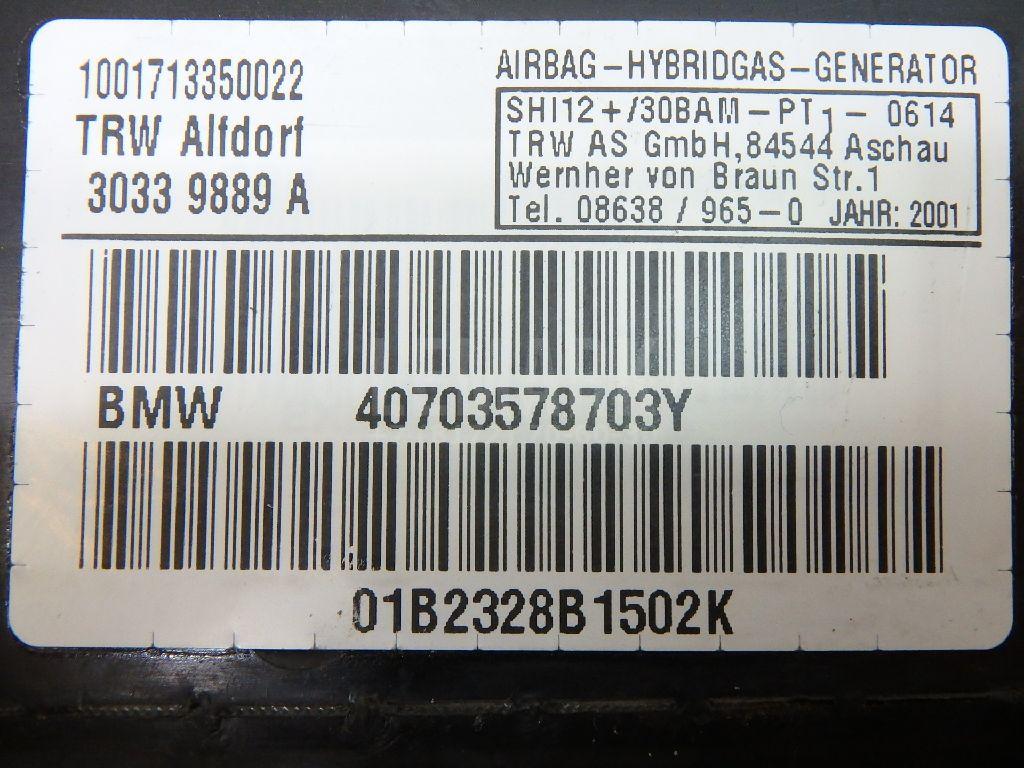 1001713350022
TRW Alfdorf
3033 9889 A
AIRBAG-HYBRIDGAS-GENERATOR
SHI12+/30BAM-PT1- 0614
TRW AS GmbH, 84544 Aschau
Wernher von Braun Str.1
Tel. 08638 / 965-0 JAHR: 2001
BMW 40703578703Y
01B2328B1502K